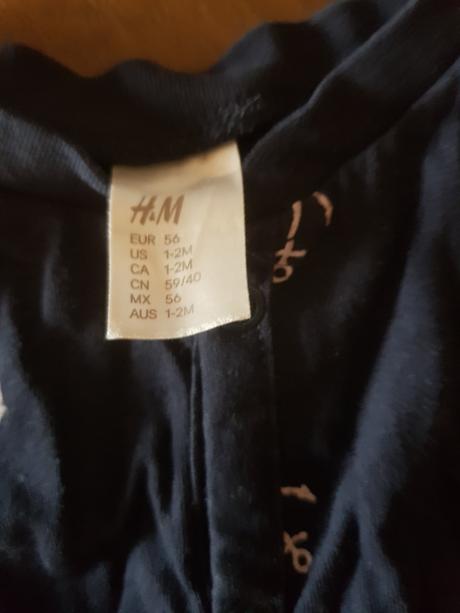 H&M
EUR 56
US 1-2M
CA 1-2M
CN 59/40
MX 56
AUS 1-2M